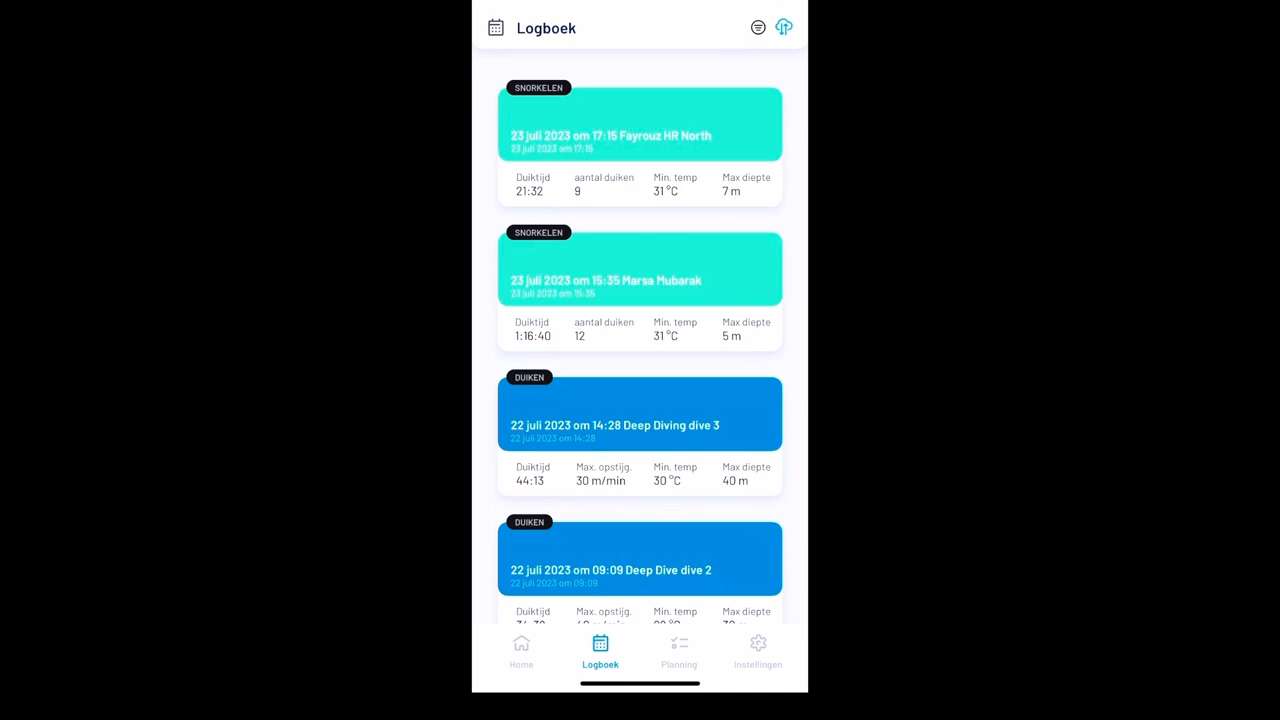 Logboek
SNORKELEN
23 juli 2023 om 17:15 Fayrouz HR North
23 juli 2023 om 17:15
Duiktijd aantal duiken Min. temp Max diepte
21:32 9 31 °C 7 m
SNORKELEN
23 juli 2023 om 15:35 Marsa Mubarak
23 juli 2023 om 15:35
Duiktijd aantal duiken Min. temp Max diepte
1:16:40 12 31 °C 5 m
DUIKEN
22 juli 2023 om 14:28 Deep Diving dive 3
22 juli 2023 om 14:28
Duiktijd Max. opstijg. Min. temp Max diepte
44:13 30 m/min 30 °C 40 m
DUIKEN
22 juli 2023 om 09:09 Deep Dive dive 2
22 juli 2023 om 09:09
Duiktijd Max. opstijg. Min. temp Max diepte
Home Logboek Planning Instellingen